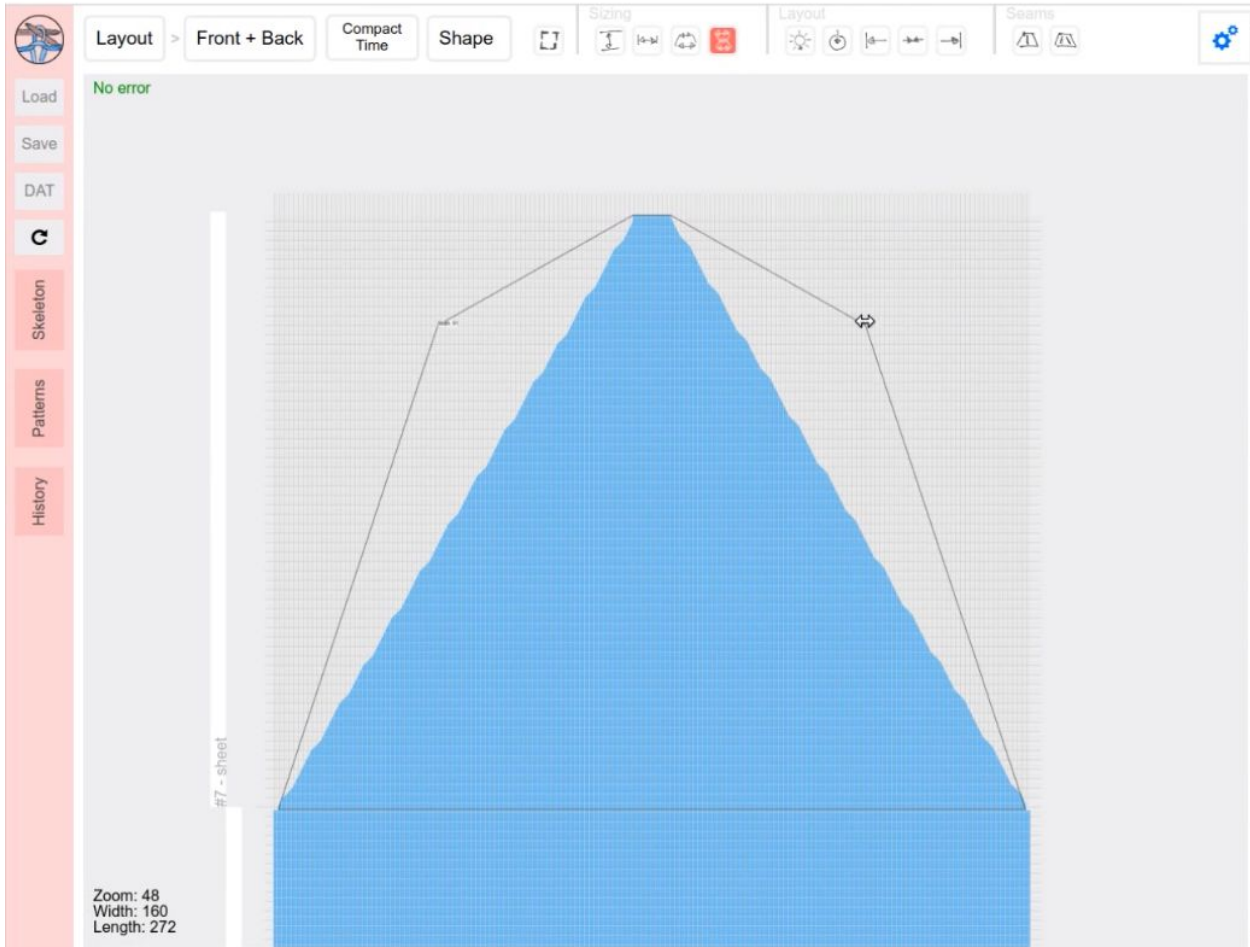 Sizing
Layout
Seams
Layout > Front + Back
Compact
Time
Shape
Load
Save
DAT
Skeleton
Patterns
History
No error
#7 - sheet
Zoom: 48
Width: 160
Length: 272